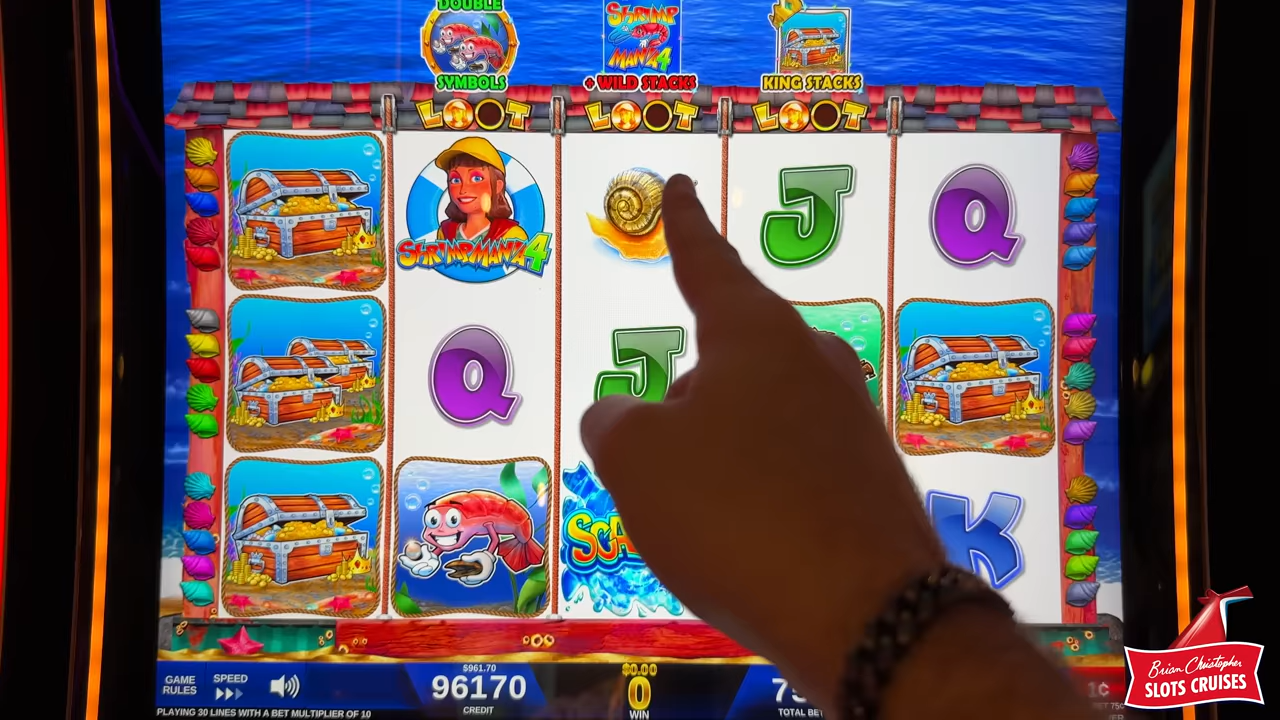 DOUBLE
SYMBOLS
SHRIMP
MANIA 4
+ WILD STACKS
KING STACKS
LOOT
LOOT
LOOT
SHRIMPMANIA 4
J
Q
Q
J
K
GAME
RULES
SPEED
$961.70
96170
CREDIT
$0.00
0
WIN
TOTAL BET
1¢
PLAYING 30 LINES WITH A BET MULTIPLIER OF 10
Brian Christopher
SLOTS CRUISES